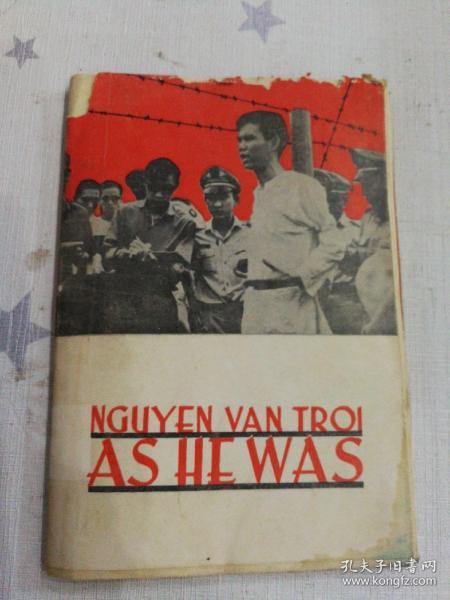 NGUYEN VAN TROI
AS HE WAS
孔夫子旧书网
www.kongfz.com